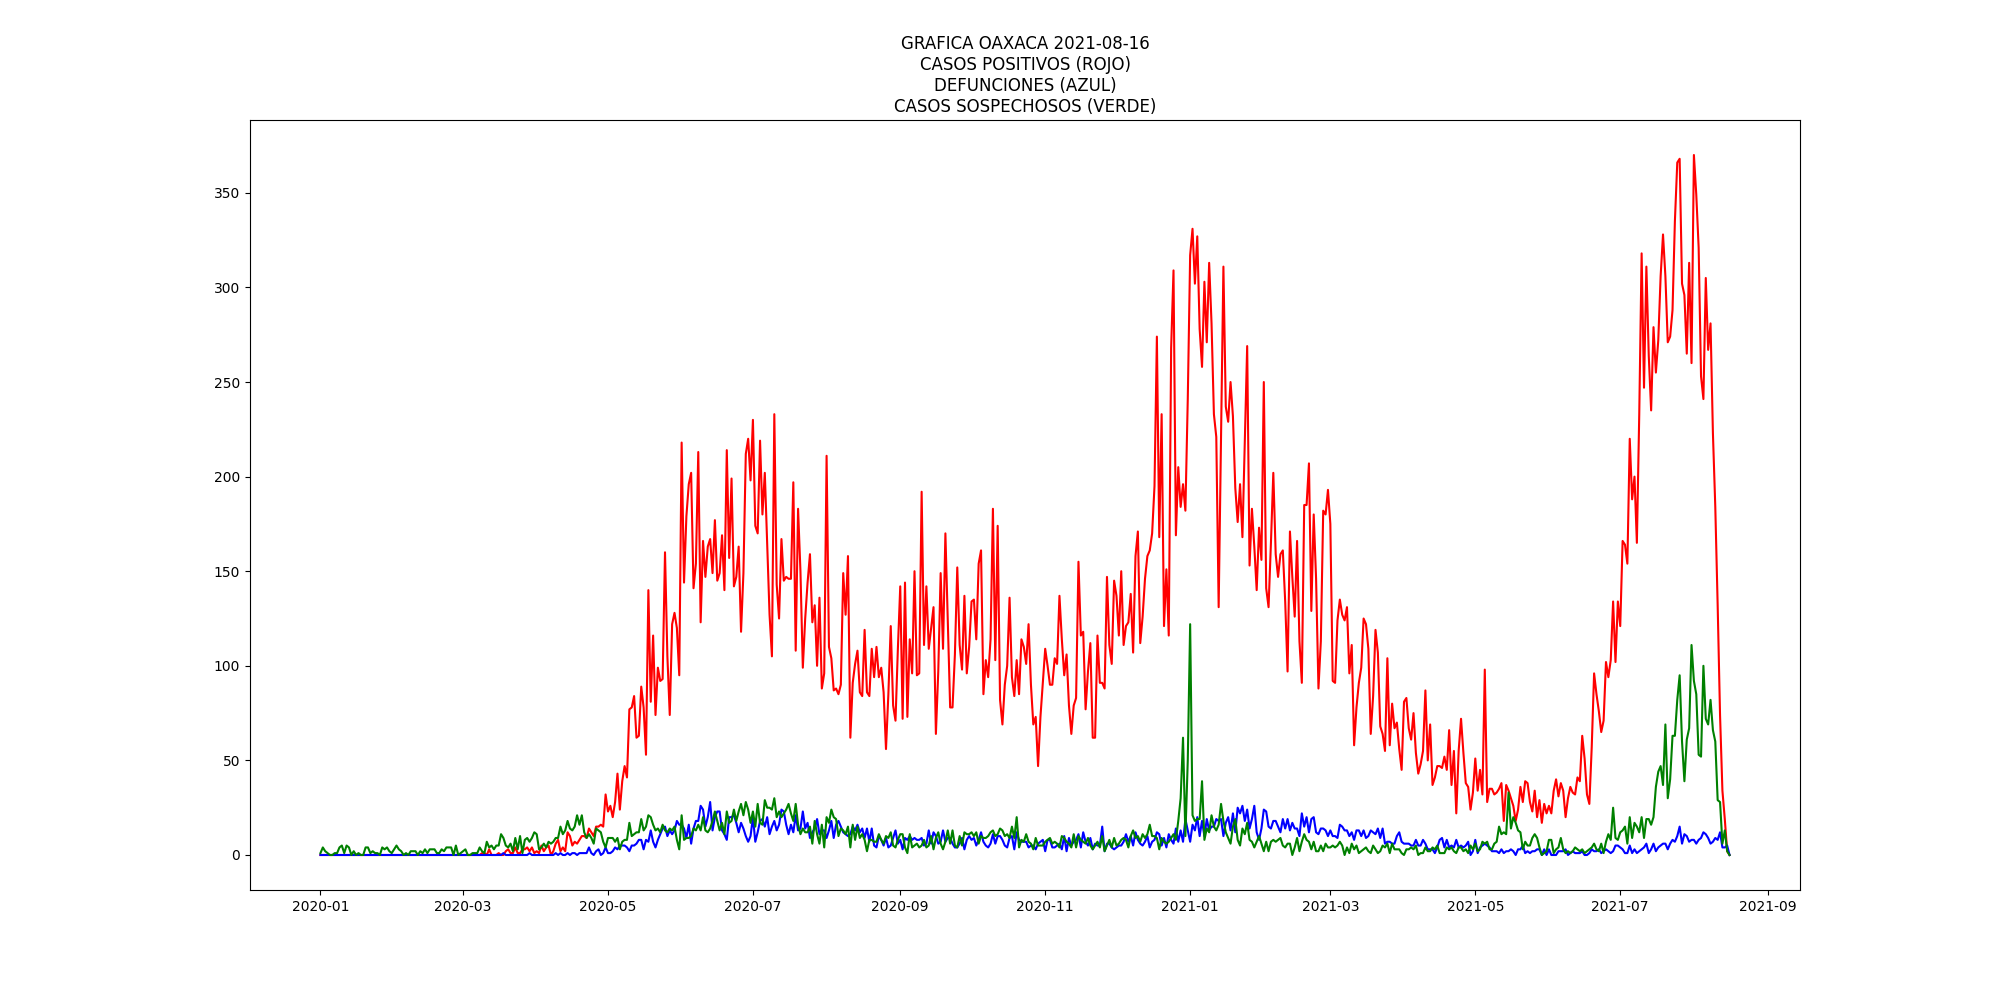 GRAFICA OAXACA 2021-08-16
CASOS POSITIVOS (ROJO)
DEFUNCIONES (AZUL)
CASOS SOSPECHOSOS (VERDE)
350
300
250
200
150
100
50
0
2020-01 2020-03 2020-05 2020-07 2020-09 2020-11 2021-01 2021-03 2021-05 2021-07 2021-09